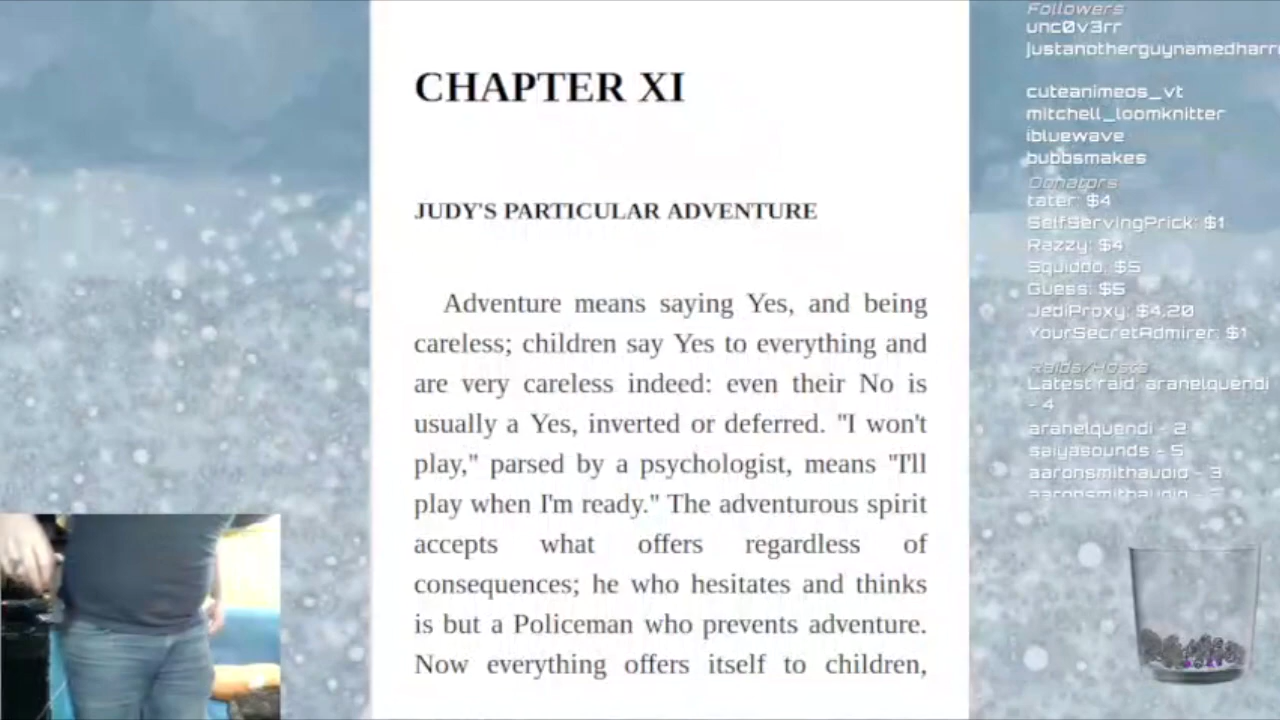 CHAPTER XI
JUDY'S PARTICULAR ADVENTURE
Adventure means saying Yes, and being
careless; children say Yes to everything and
are very careless indeed: even their No is
usually a Yes, inverted or deferred. "I won't
play," parsed by a psychologist, means "I'll
play when I'm ready." The adventurous spirit
accepts what offers regardless of
consequences; he who hesitates and thinks
is but a Policeman who prevents adventure.
Now everything offers itself to children,
Followers
unc0v3rr
justanotherguynamedharr
cuteanimeos_vt
mitchell_loomknitter
ibluewave
bubbsmakes
Donators
tater: $4
SelfServingPrick: $1
Razzy: $4
Squiddo: $5
Guess: $5
JediProxy: $4.20
YourSecretAdmirer: $1
Raids/Hosts
Latest raid: aranelquendi
- 4
aranelquendi - 2
saiyasounds - 5
aaronsmithaudio - 3